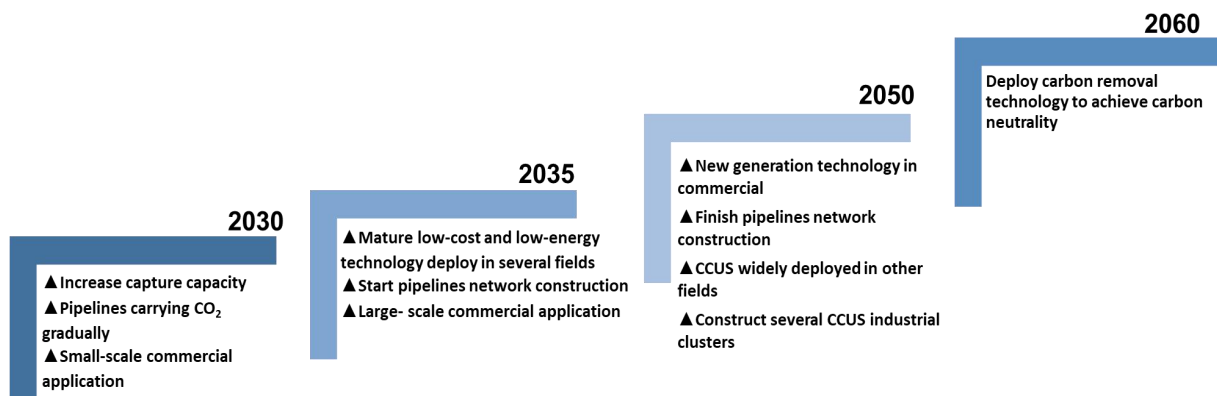 2030
▲Increase capture capacity
▲Pipelines carrying CO₂
gradually
▲Small-scale commercial
application
2035
▲Mature low-cost and low-energy
technology deploy in several fields
▲Start pipelines network construction
▲Large- scale commercial application
2050
▲New generation technology in
commercial
▲Finish pipelines network
construction
▲CCUS widely deployed in other
fields
▲Construct several CCUS industrial
clusters
2060
Deploy carbon removal
technology to achieve carbon
neutrality